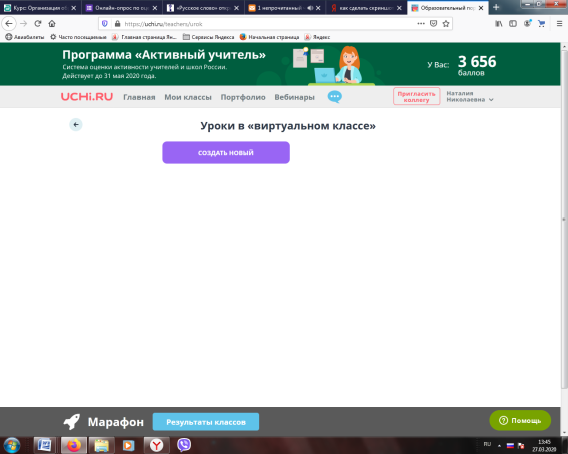 Курс: Организация об
Онлайн-опрос по оц
«Русское слово» откры
1 непрочитанный
как сделать скриншот
Образовательный пор
https://uchi.ru/teachers/urok
Авиабилеты Часто посещаемые Главная страница Ян... Сервисы Яндекса Начальная страница Яндекс
Программа «Активный учитель»
Система оценки активности учителей и школ России.
Действует до 31 мая 2020 года.
У Вас: 3 656
баллов
UCHi.RU Главная Мои классы Портфолио Вебинары
Пригласить
коллегу
Наталия
Николаевна
Уроки в «виртуальном классе»
СОЗДАТЬ НОВЫЙ
Марафон Результаты классов
Помощь
RU
13:45
27.03.2020